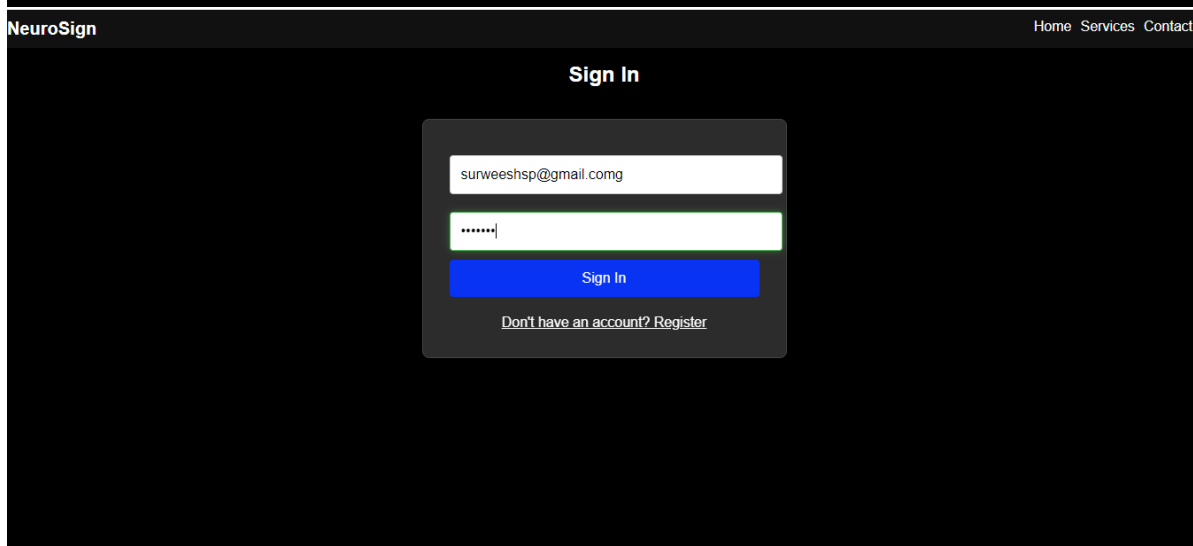 NeuroSign
Home Services Contact
Sign In
surweeshsp@gmail.comg
•••••••
Sign In
Don't have an account? Register